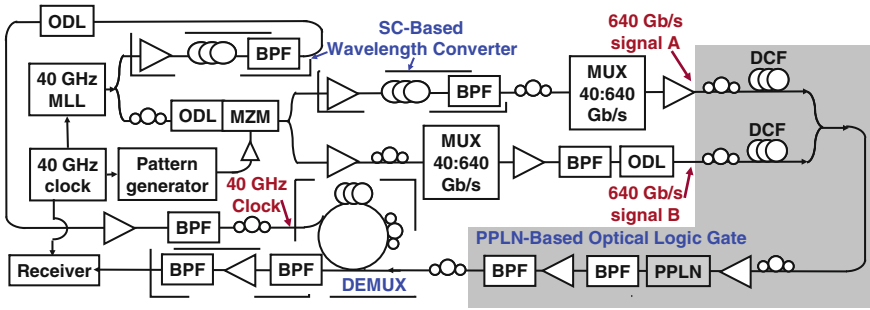 ODL
SC-Based
Wavelength Converter
640 Gb/s
signal A
BPF
40 GHz
MLL
BPF
MUX
40:640
Gb/s
DCF
ODL
MZM
MUX
40:640
Gb/s
DCF
40 GHz
clock
Pattern
generator
BPF
ODL
40 GHz
Clock
640 Gb/s
signal B
BPF
PPLN-Based Optical Logic Gate
Receiver
BPF
BPF
DEMUX
BPF
BPF
PPLN